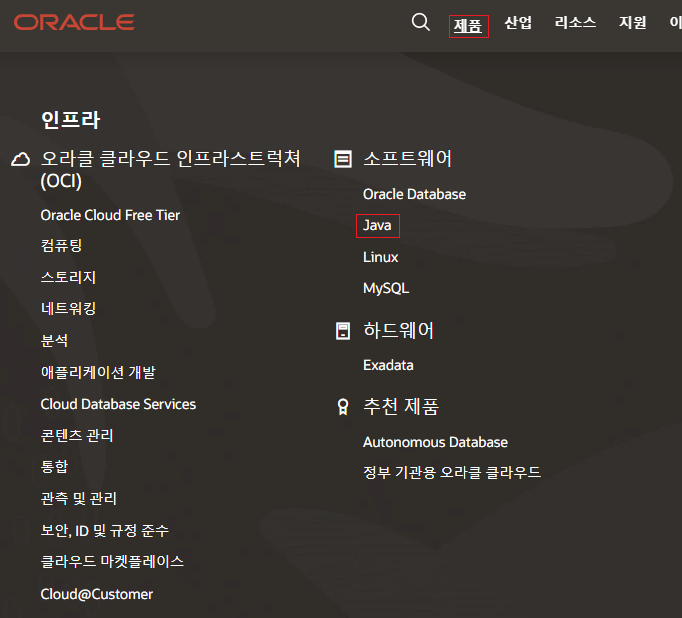 ORACLE
제품 산업 리소스 지원
인프라
오라클 클라우드 인프라스트럭쳐
(OCI)
Oracle Cloud Free Tier
컴퓨팅
스토리지
네트워킹
분석
애플리케이션 개발
Cloud Database Services
콘텐츠 관리
통합
관측 및 관리
보안, ID 및 규정 준수
클라우드 마켓플레이스
Cloud@Customer
소프트웨어
Oracle Database
Java
Linux
MySQL
하드웨어
Exadata
추천 제품
Autonomous Database
정부 기관용 오라클 클라우드